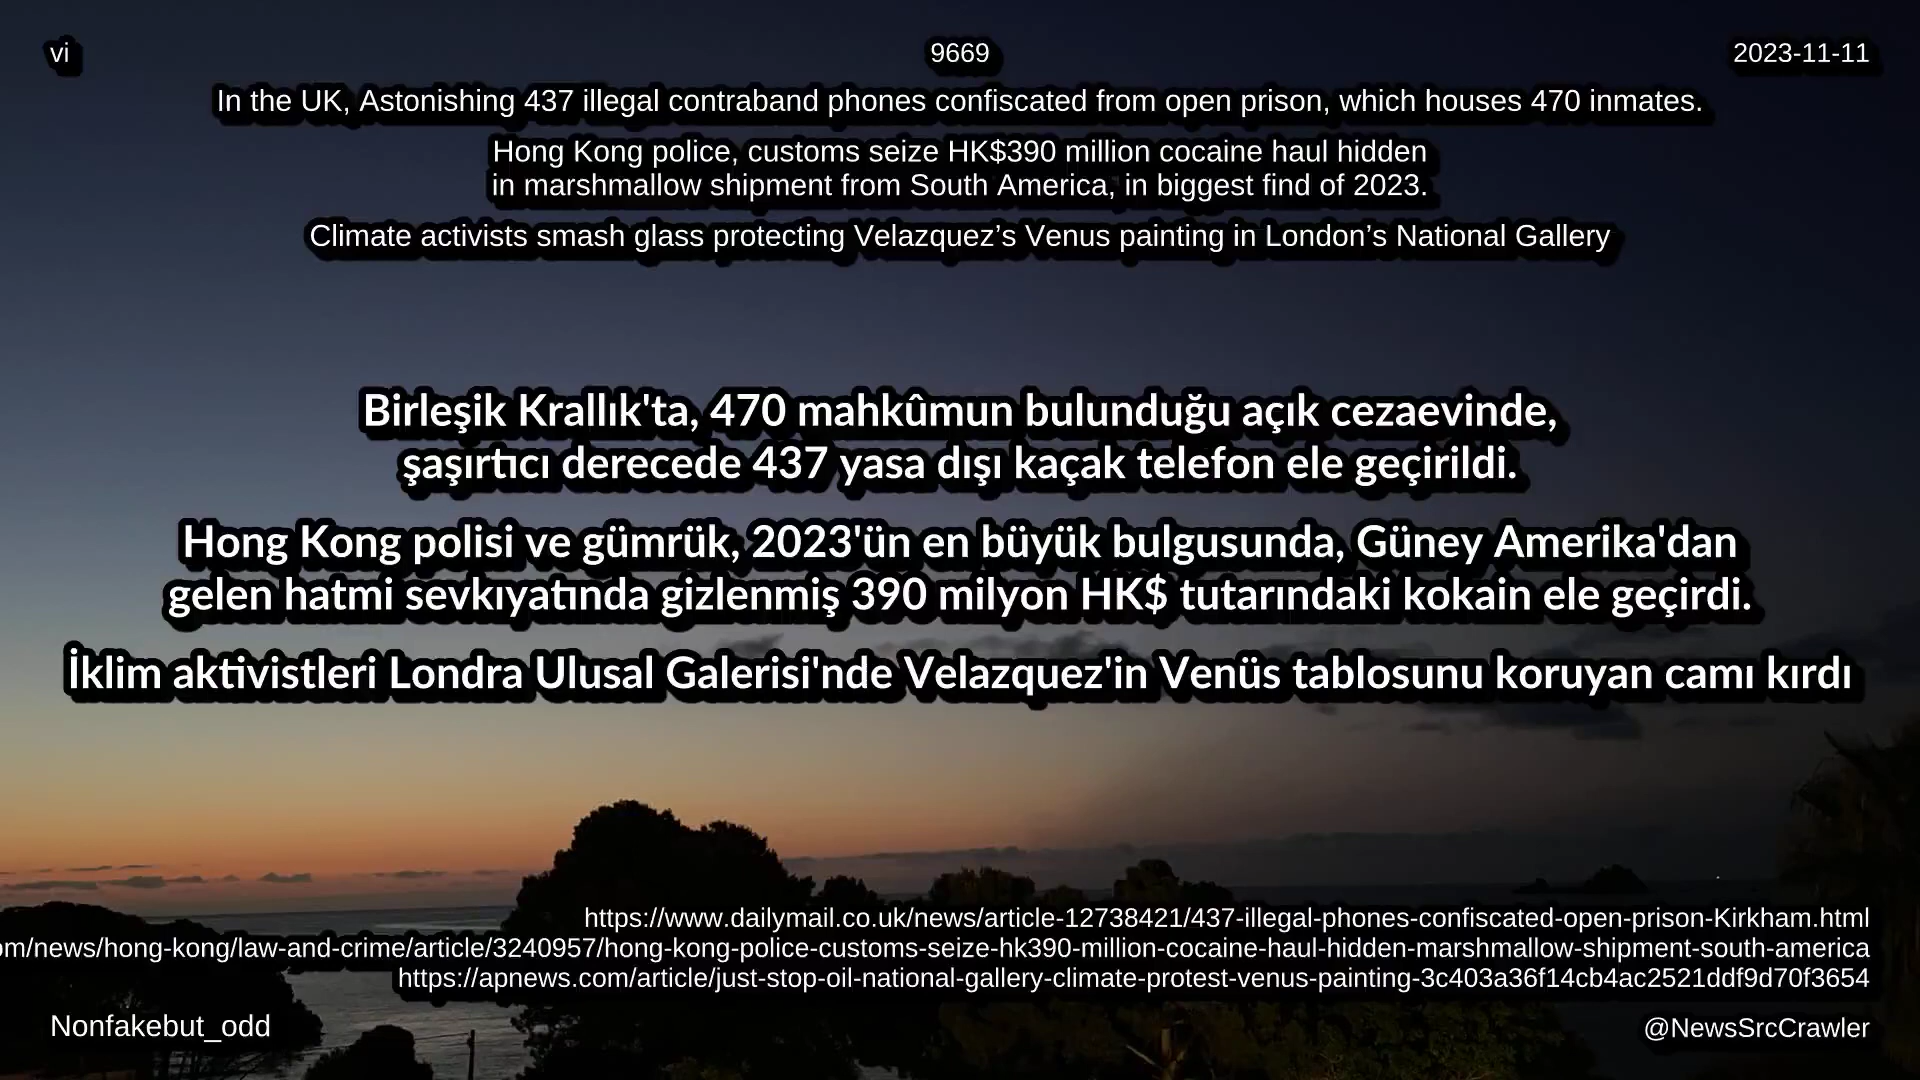 vi
9669
2023-11-11
In the UK, Astonishing 437 illegal contraband phones confiscated from open prison, which houses 470 inmates.
Hong Kong police, customs seize HK$390 million cocaine haul hidden
in marshmallow shipment from South America, in biggest find of 2023.
Climate activists smash glass protecting Velazquez’s Venus painting in London’s National Gallery
Birleşik Krallık'ta, 470 mahkûmun bulunduğu açık cezaevinde,
şaşırtıcı derecede 437 yasa dışı kaçak telefon ele geçirildi.
Hong Kong polisi ve gümrük, 2023'ün en büyük bulgusunda, Güney Amerika'dan
gelen hatmi sevkıyatında gizlenmiş 390 milyon HK$ tutarındaki kokain ele geçirdi.
İklim aktivistleri Londra Ulusal Galerisi'nde Velazquez'in Venüs tablosunu koruyan camı kırdı
https://www.dailymail.co.uk/news/article-12738421/437-illegal-phones-confiscated-open-prison-Kirkham.html
om/news/hong-kong/law-and-crime/article/3240957/hong-kong-police-customs-seize-hk390-million-cocaine-haul-hidden-marshmallow-shipment-south-america
https://apnews.com/article/just-stop-oil-national-gallery-climate-protest-venus-painting-3c403a36f14cb4ac2521ddf9d70f3654
Nonfakebut_odd
@NewsSrcCrawler